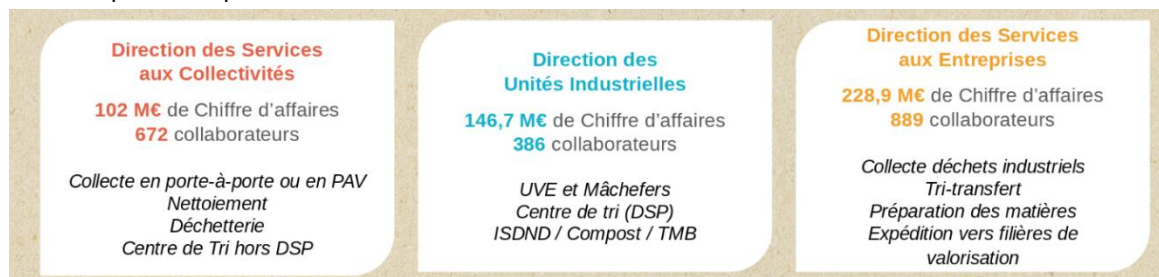 Direction des Services
aux Collectivités
102 M€ de Chiffre d'affaires
672 collaborateurs
Collecte en porte-à-porte ou en PAV
Nettoiement
Déchetterie
Centre de Tri hors DSP
Direction des
Unités Industrielles
146,7 M€ de Chiffre d'affaires
386 collaborateurs
UVE et Mâchefers
Centre de tri (DSP)
ISDND / Compost / TMB
Direction des Services
aux Entreprises
228,9 M€ de Chiffre d'affaires
889 collaborateurs
Collecte déchets industriels
Tri-transfert
Préparation des matières
Expédition vers filières de
valorisation